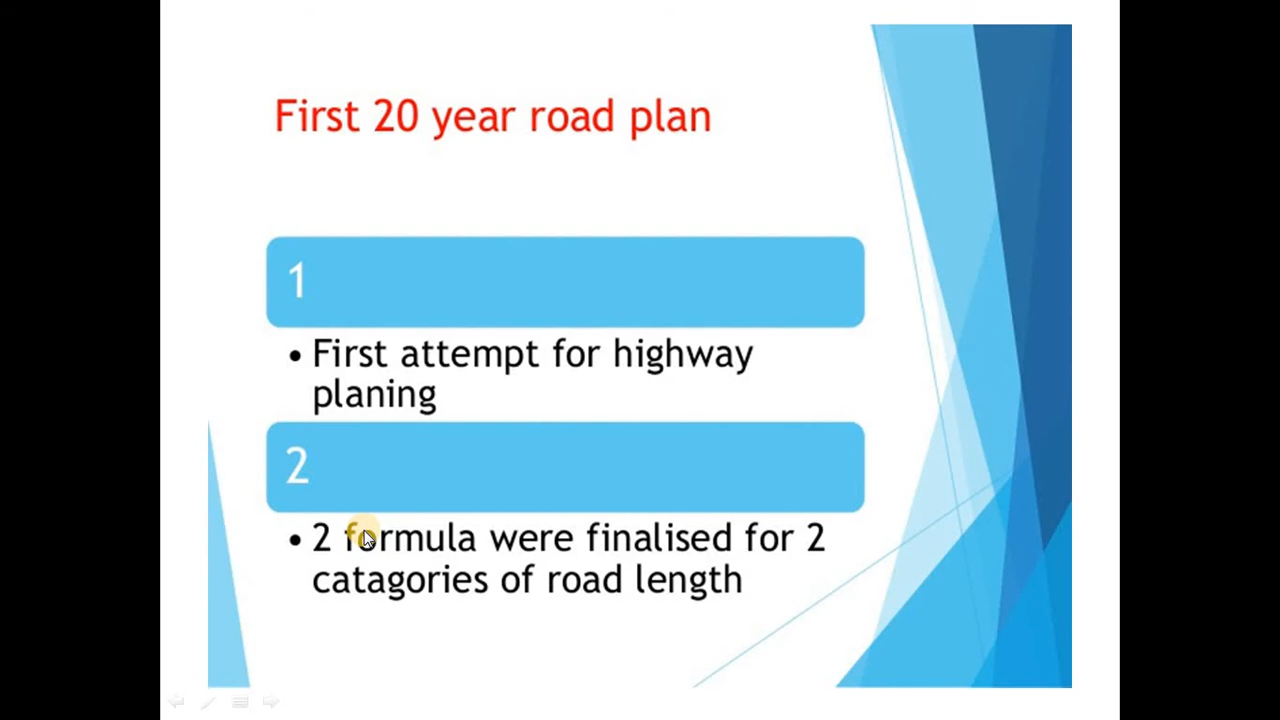 First 20 year road plan
1
• First attempt for highway
planing
2
• 2 formula were finalised for 2
catagories of road length